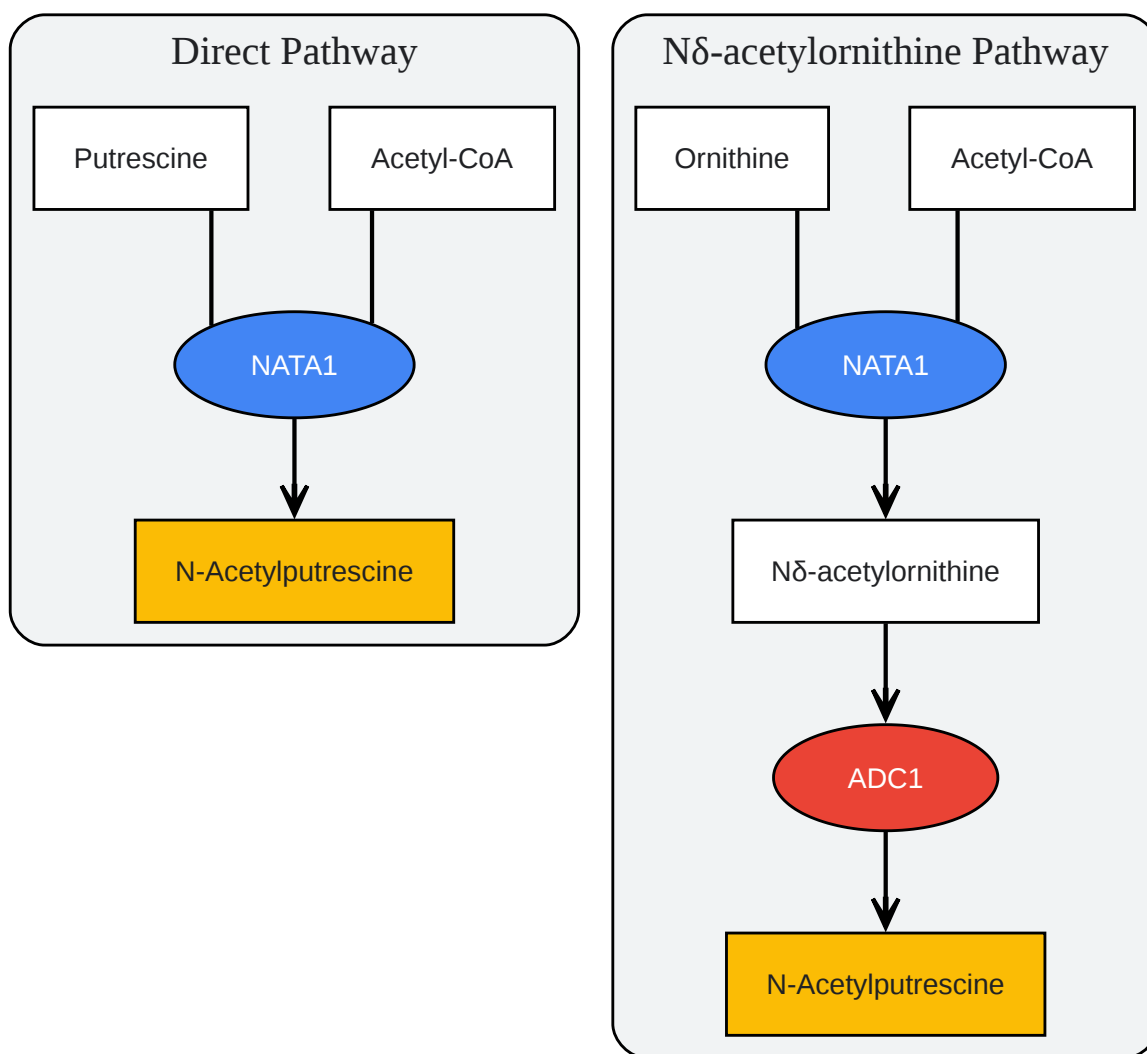 Direct Pathway
Putrescine
Acetyl-CoA
NATA1
N-Acetylputrescine
Nδ-acetylornithine Pathway
Ornithine
Acetyl-CoA
NATA1
Nδ-acetylornithine
ADC1
N-Acetylputrescine